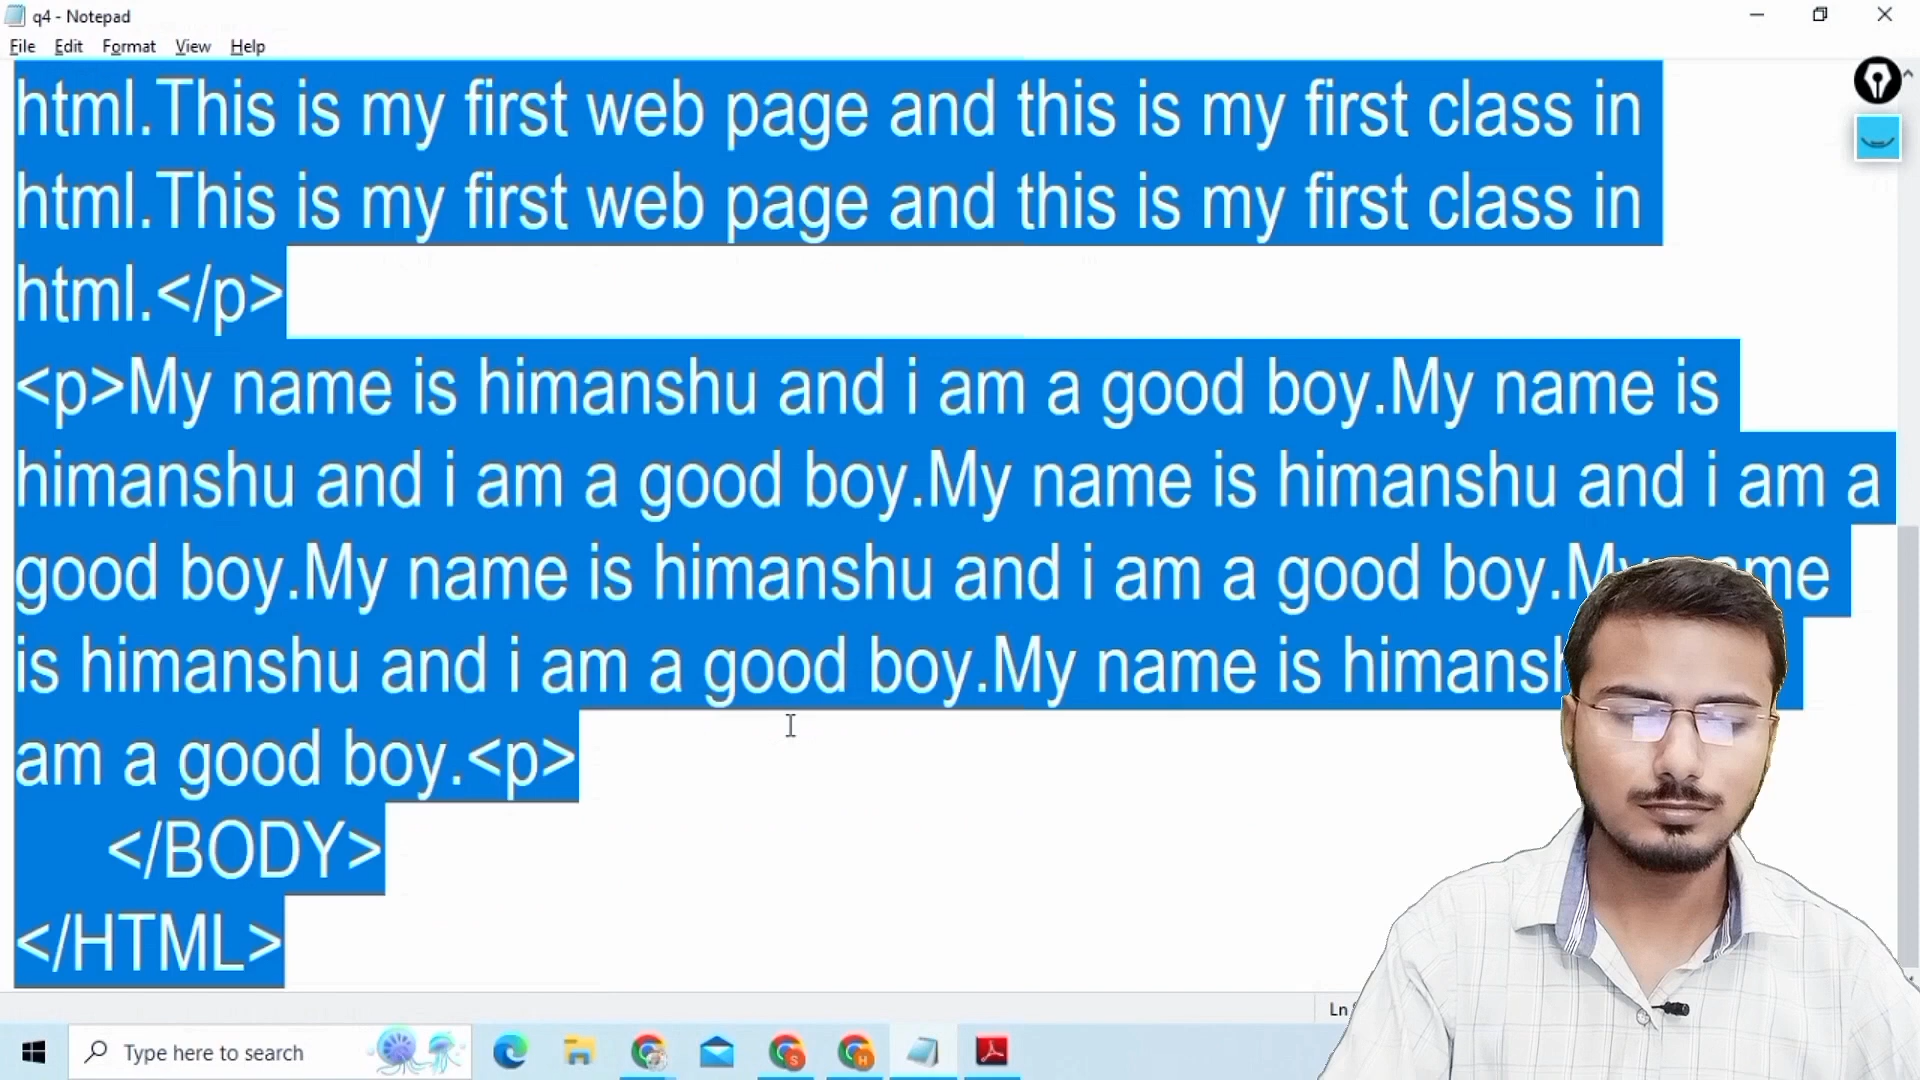 q4 - Notepad
File Edit Format View Help
html.This is my first web page and this is my first class in
html.This is my first web page and this is my first class in
html.</p>
<p>My name is himanshu and i am a good boy.My name is
himanshu and i am a good boy.My name is himanshu and i am a
good boy.My name is himanshu and i am a good boy.My name
is himanshu and i am a good boy.My name is
am a good boy.<p>
</BODY>
</HTML>
Ln
Type here to search
S
H